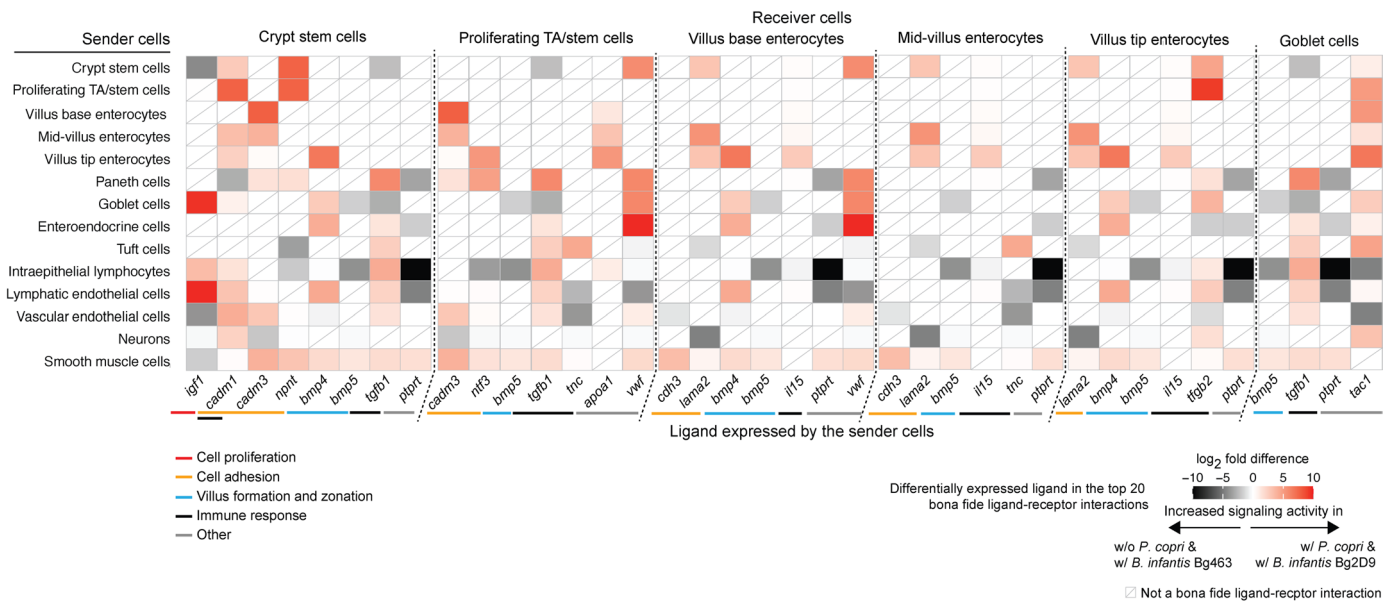 Receiver cells
Sender cells
Crypt stem cells
Proliferating TA/stem cells
Villus base enterocytes
Mid-villus enterocytes
Villus tip enterocytes
Goblet cells
Crypt stem cells
Proliferating TA/stem cells
Villus base enterocytes
Mid-villus enterocytes
Villus tip enterocytes
Paneth cells
Goblet cells
Enteroendocrine cells
Tuft cells
Intraepithelial lymphocytes
Lymphatic endothelial cells
Vascular endothelial cells
Neurons
Smooth muscle cells
igf1
cadm1
cadm3
npnt
bmp4
bmp5
tgfb1
ptprt
cadm3
ntf3
bmp5
tgfb1
tnc
apoa1
vwf
cdh3
lama2
bmp4
bmp5
il15
ptprt
vwf
cdh3
lama2
bmp5
il15
tnc
ptprt
lama2
bmp4
bmp5
il15
tfgb2
ptprt
bmp5
tgfb1
ptprt
tac1
Ligand expressed by the sender cells
Cell proliferation
Cell adhesion
Villus formation and zonation
Immune response
Other
Differentially expressed ligand in the top 20
bona fide ligand-receptor interactions
log2 fold difference
−10 −5 0 5 10
Increased signaling activity in
w/o P. copri &
w/ B. infantis Bg463
w/ P. copri &
w/ B. infantis Bg2D9
Not a bona fide ligand-recptor interaction